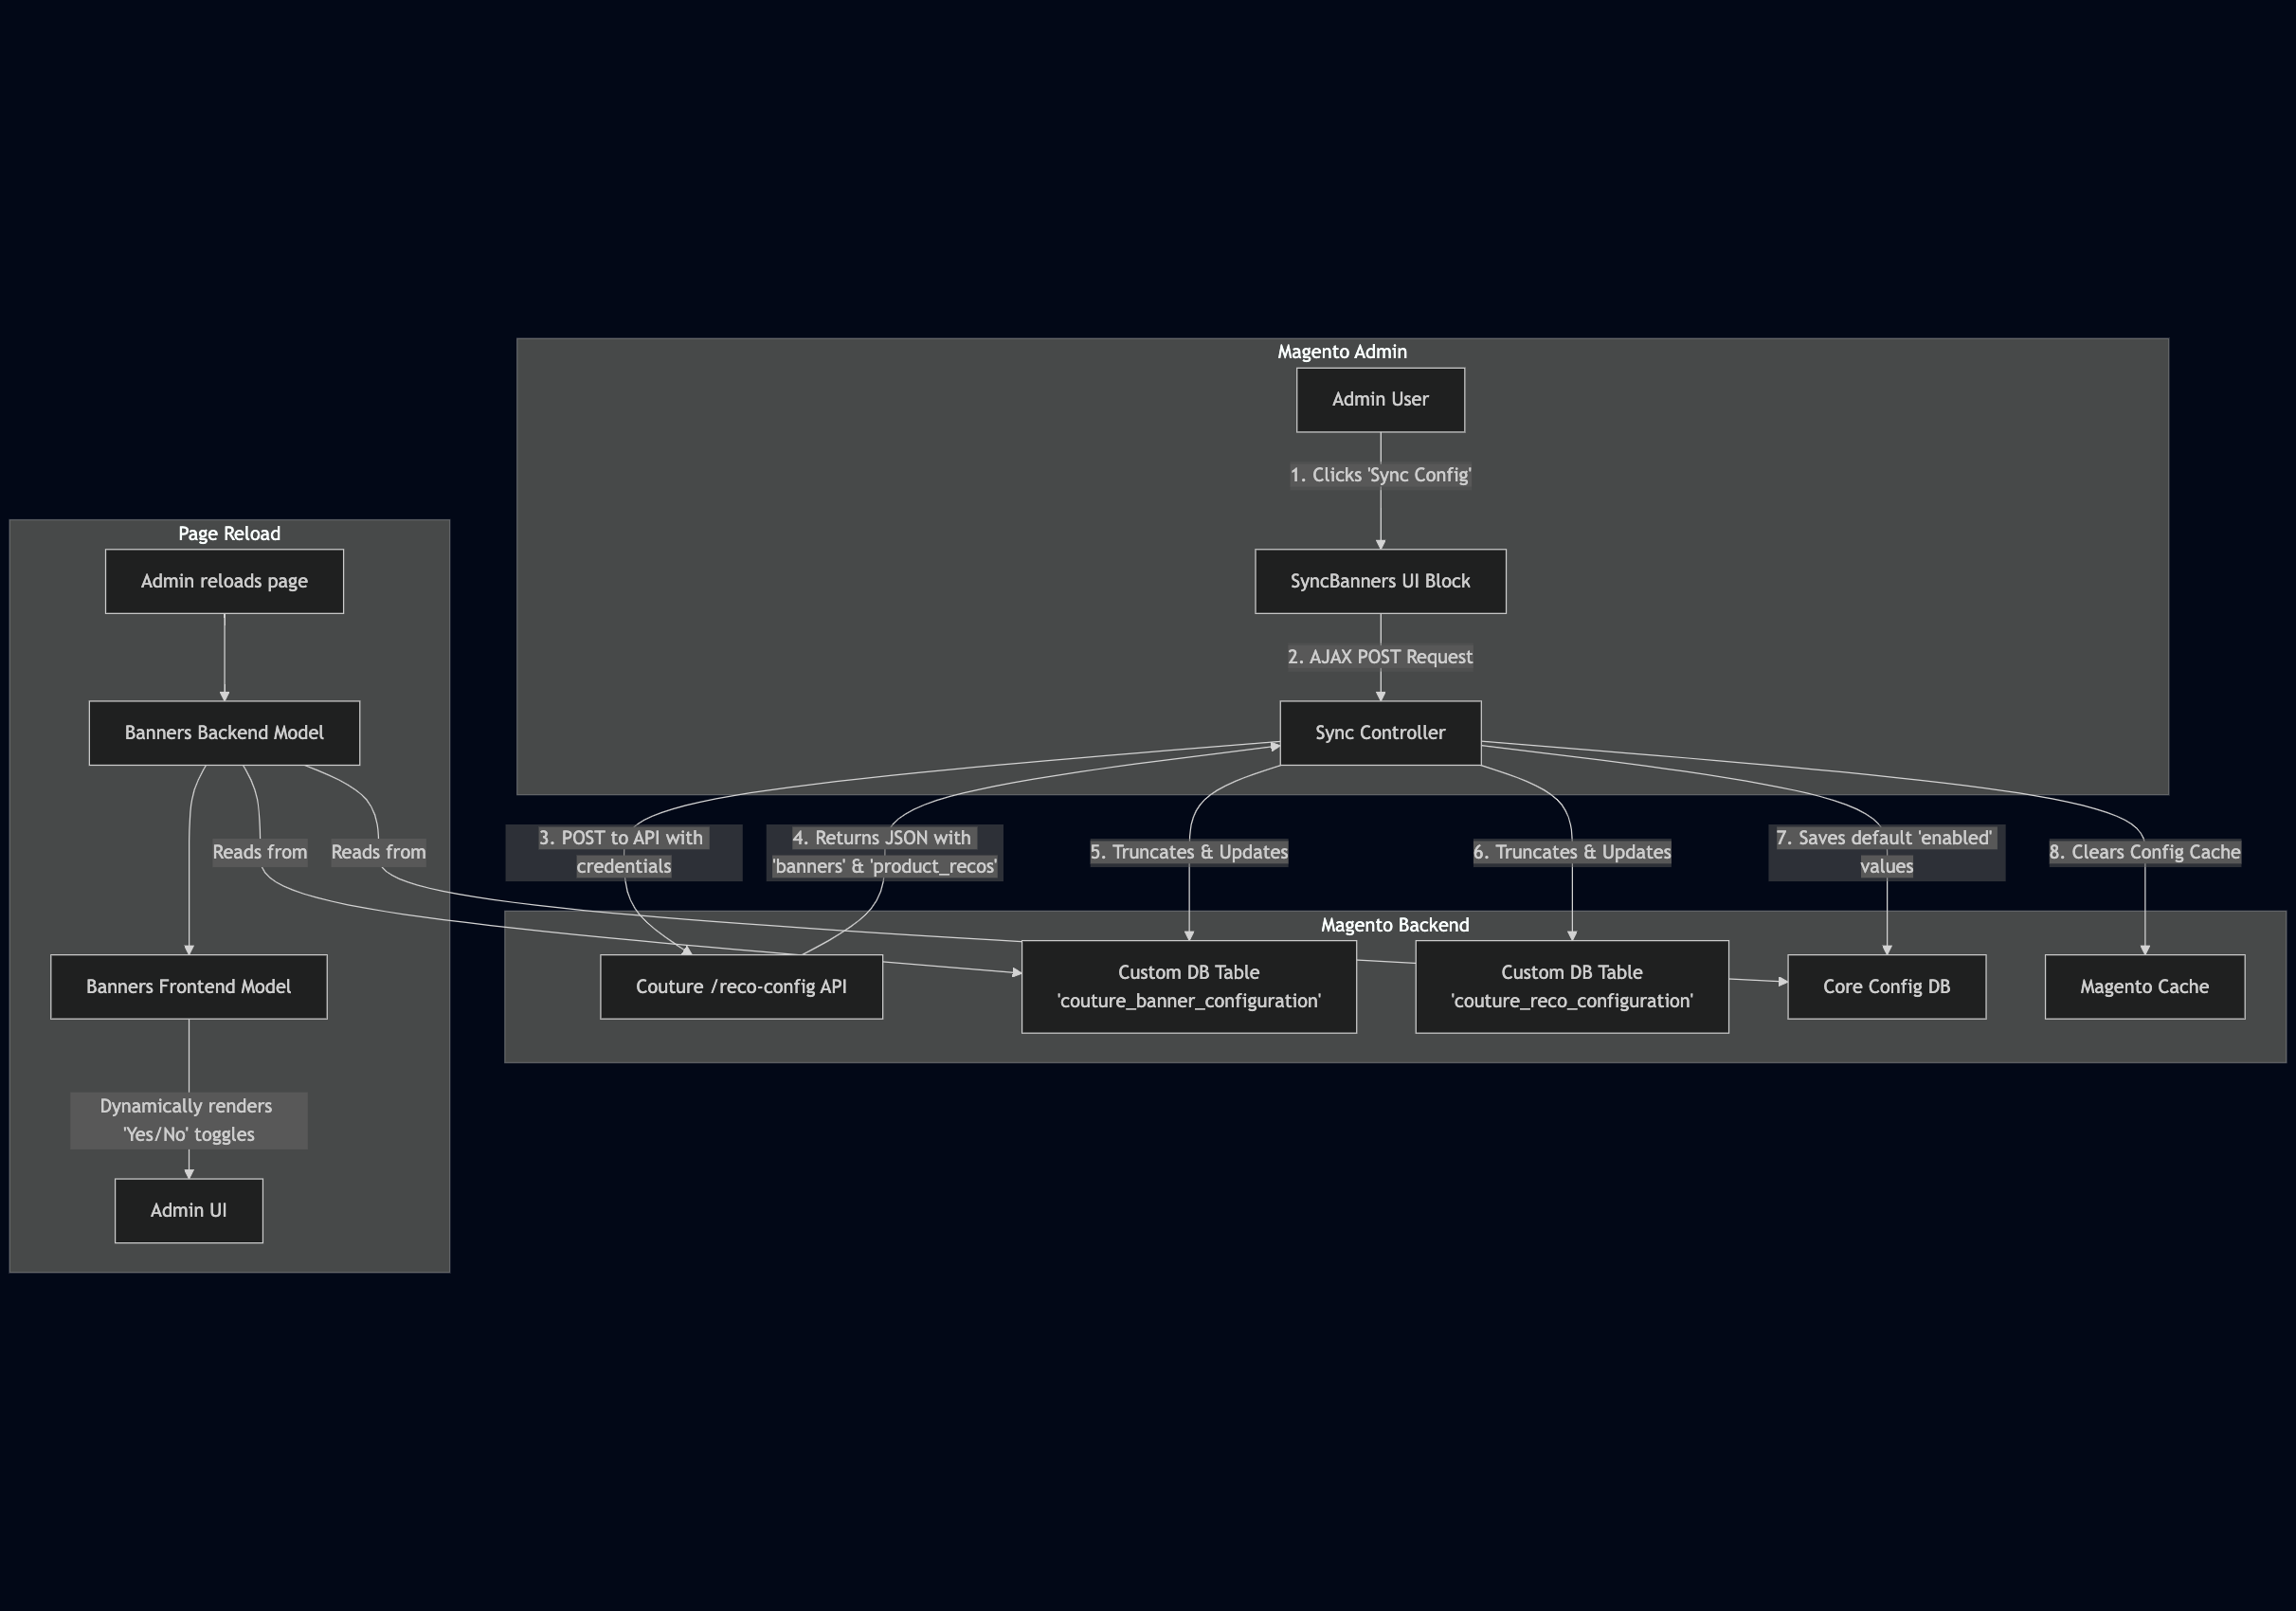 Magento Admin
Admin User
1. Clicks 'Sync Config'
SyncBanners UI Block
2. AJAX POST Request
Sync Controller
Page Reload
Admin reloads page
Banners Backend Model
Reads from
Reads from
3. POST to API with
credentials
4. Returns JSON with
'banners' & 'product_recos'
5. Truncates & Updates
6. Truncates & Updates
7. Saves default 'enabled'
values
8. Clears Config Cache
Magento Backend
Banners Frontend Model
Couture /reco-config API
Custom DB Table
'couture_banner_configuration'
Custom DB Table
'couture_reco_configuration'
Core Config DB
Magento Cache
Dynamically renders
'Yes/No' toggles
Admin UI